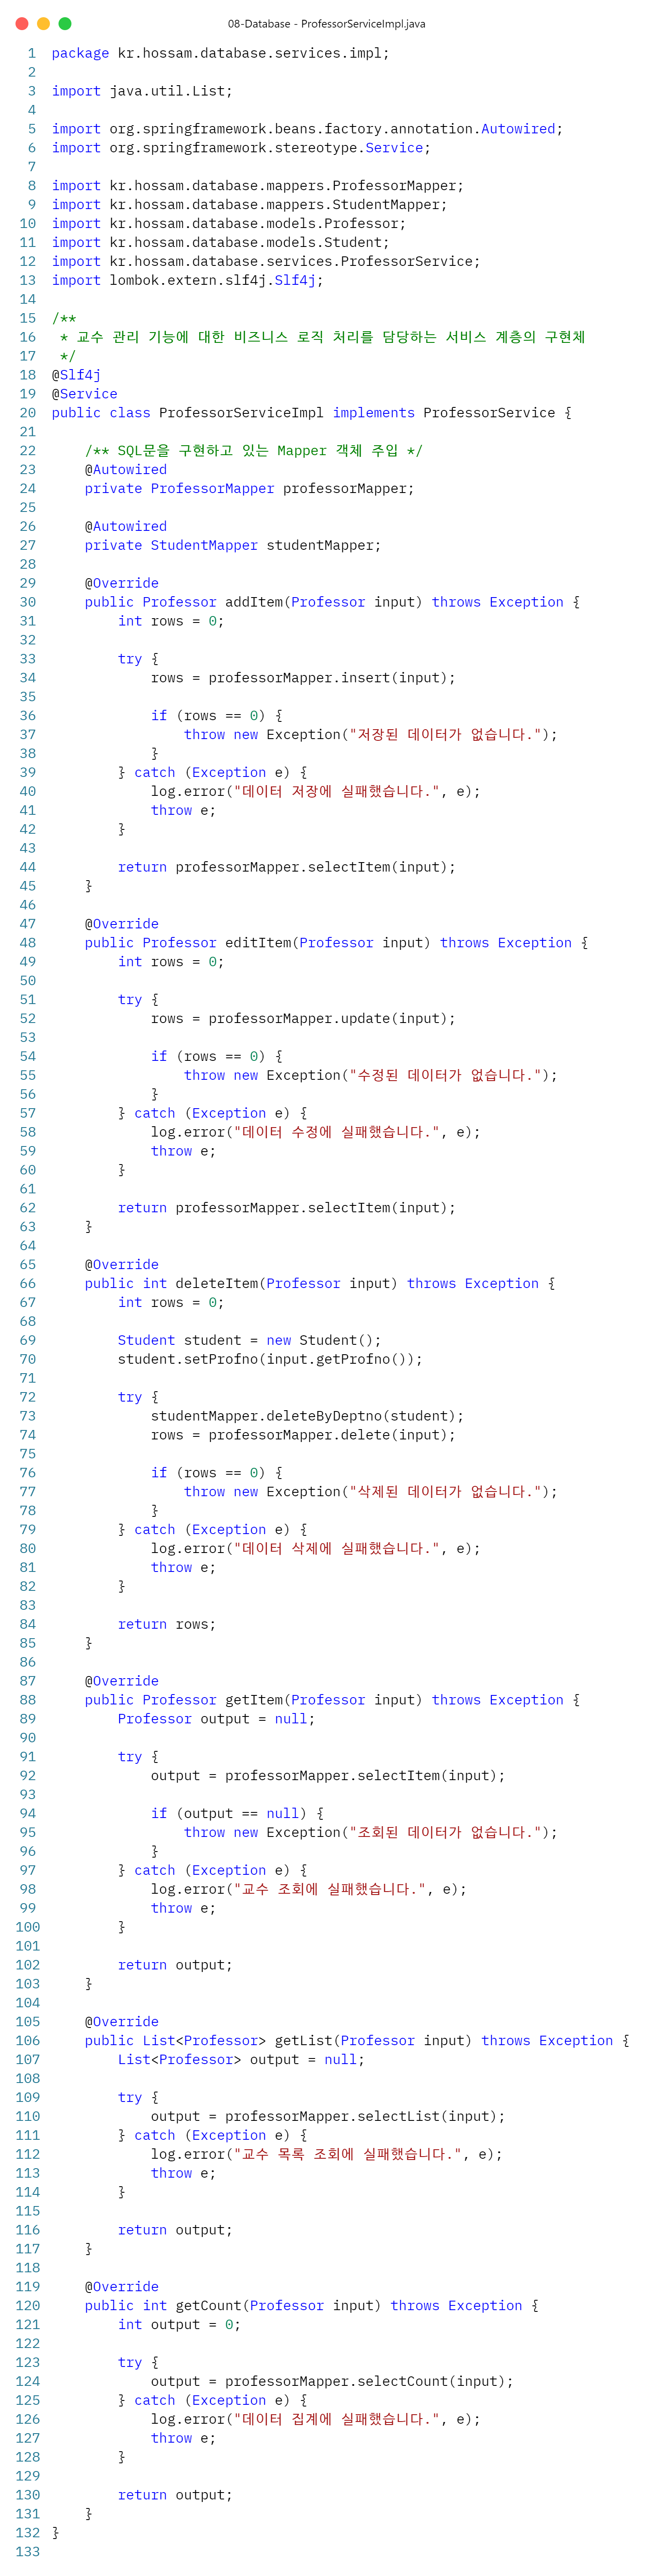 08-Database - ProfessorServiceImpl.java
1 package kr.hossam.database.services.impl;
2
3 import java.util.List;
4
5 import org.springframework.beans.factory.annotation.Autowired;
6 import org.springframework.stereotype.Service;
7
8 import kr.hossam.database.mappers.ProfessorMapper;
9 import kr.hossam.database.mappers.StudentMapper;
10 import kr.hossam.database.models.Professor;
11 import kr.hossam.database.models.Student;
12 import kr.hossam.database.services.ProfessorService;
13 import lombok.extern.slf4j.Slf4j;
14
15 /**
16  * 교수 관리 기능에 대한 비즈니스 로직 처리를 담당하는 서비스 계층의 구현체
17  */
18 @Slf4j
19 @Service
20 public class ProfessorServiceImpl implements ProfessorService {
21
22     /** SQL문을 구현하고 있는 Mapper 객체 주입 */
23     @Autowired
24     private ProfessorMapper professorMapper;
25
26     @Autowired
27     private StudentMapper studentMapper;
28
29     @Override
30     public Professor addItem(Professor input) throws Exception {
31         int rows = 0;
32
33         try {
34             rows = professorMapper.insert(input);
35
36             if (rows == 0) {
37                 throw new Exception("저장된 데이터가 없습니다.");
38             }
39         } catch (Exception e) {
40             log.error("데이터 저장에 실패했습니다.", e);
41             throw e;
42         }
43
44         return professorMapper.selectItem(input);
45     }
46
47     @Override
48     public Professor editItem(Professor input) throws Exception {
49         int rows = 0;
50
51         try {
52             rows = professorMapper.update(input);
53
54             if (rows == 0) {
55                 throw new Exception("수정된 데이터가 없습니다.");
56             }
57         } catch (Exception e) {
58             log.error("데이터 수정에 실패했습니다.", e);
59             throw e;
60         }
61
62         return professorMapper.selectItem(input);
63     }
64
65     @Override
66     public int deleteItem(Professor input) throws Exception {
67         int rows = 0;
68
69         Student student = new Student();
70         student.setProfno(input.getProfno());
71
72         try {
73             studentMapper.deleteByDeptno(student);
74             rows = professorMapper.delete(input);
75
76             if (rows == 0) {
77                 throw new Exception("삭제된 데이터가 없습니다.");
78             }
79         } catch (Exception e) {
80             log.error("데이터 삭제에 실패했습니다.", e);
81             throw e;
82         }
83
84         return rows;
85     }
86
87     @Override
88     public Professor getItem(Professor input) throws Exception {
89         Professor output = null;
90
91         try {
92             output = professorMapper.selectItem(input);
93
94             if (output == null) {
95                 throw new Exception("조회된 데이터가 없습니다.");
96             }
97         } catch (Exception e) {
98             log.error("교수 조회에 실패했습니다.", e);
99             throw e;
100         }
101
102         return output;
103     }
104
105     @Override
106     public List<Professor> getList(Professor input) throws Exception {
107         List<Professor> output = null;
108
109         try {
110             output = professorMapper.selectList(input);
111         } catch (Exception e) {
112             log.error("교수 목록 조회에 실패했습니다.", e);
113             throw e;
114         }
115
116         return output;
117     }
118
119     @Override
120     public int getCount(Professor input) throws Exception {
121         int output = 0;
122
123         try {
124             output = professorMapper.selectCount(input);
125         } catch (Exception e) {
126             log.error("데이터 집계에 실패했습니다.", e);
127             throw e;
128         }
129
130         return output;
131     }
132 }
133